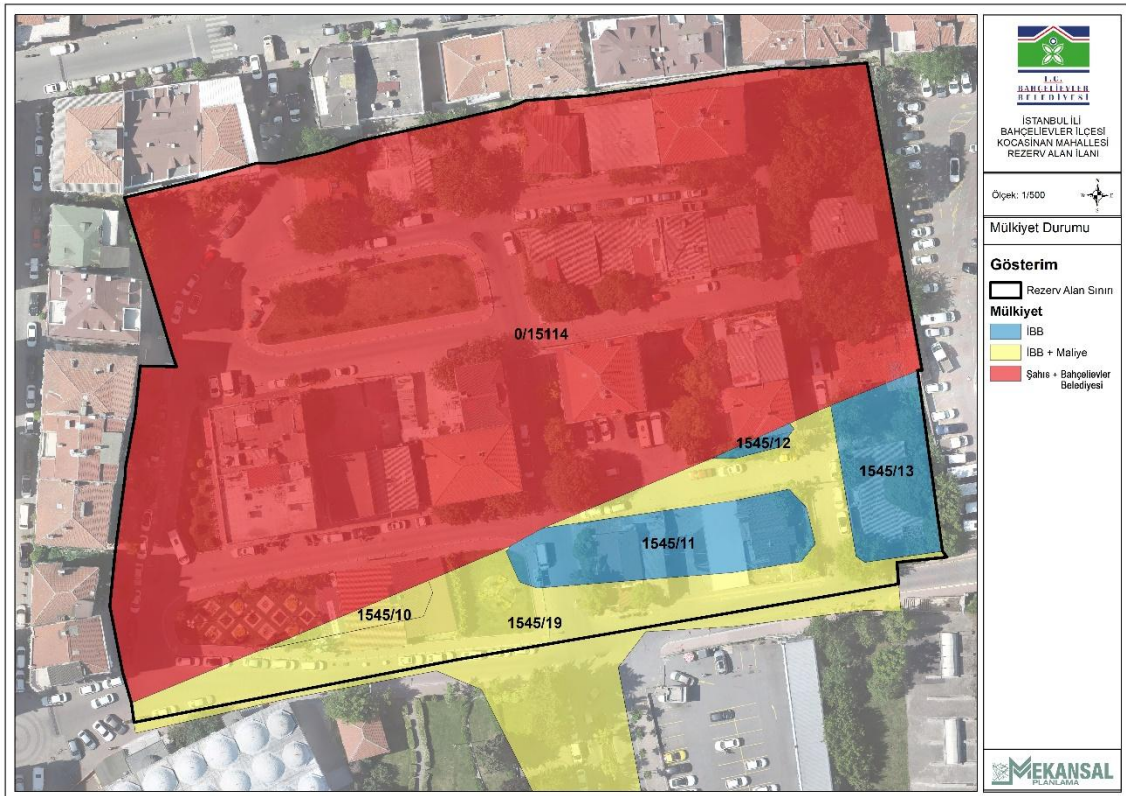 0/15114
1545/12
1545/13
1545/11
1545/10
1545/19
T.C.
BAHÇELİEVLER
BELEDİYESİ
İSTANBUL İLİ
BAHÇELİEVLER İLÇESİ
KOCASİNAN MAHALLESİ
REZERV ALAN İLANI
Ölçek: 1/500
Mülkiyet Durumu
Gösterim
Rezerv Alan Sınırı
Mülkiyet
İBB
İBB + Maliye
Şahıs + Bahçelievler
Belediyesi
MEKANSAL
PLANLAMA